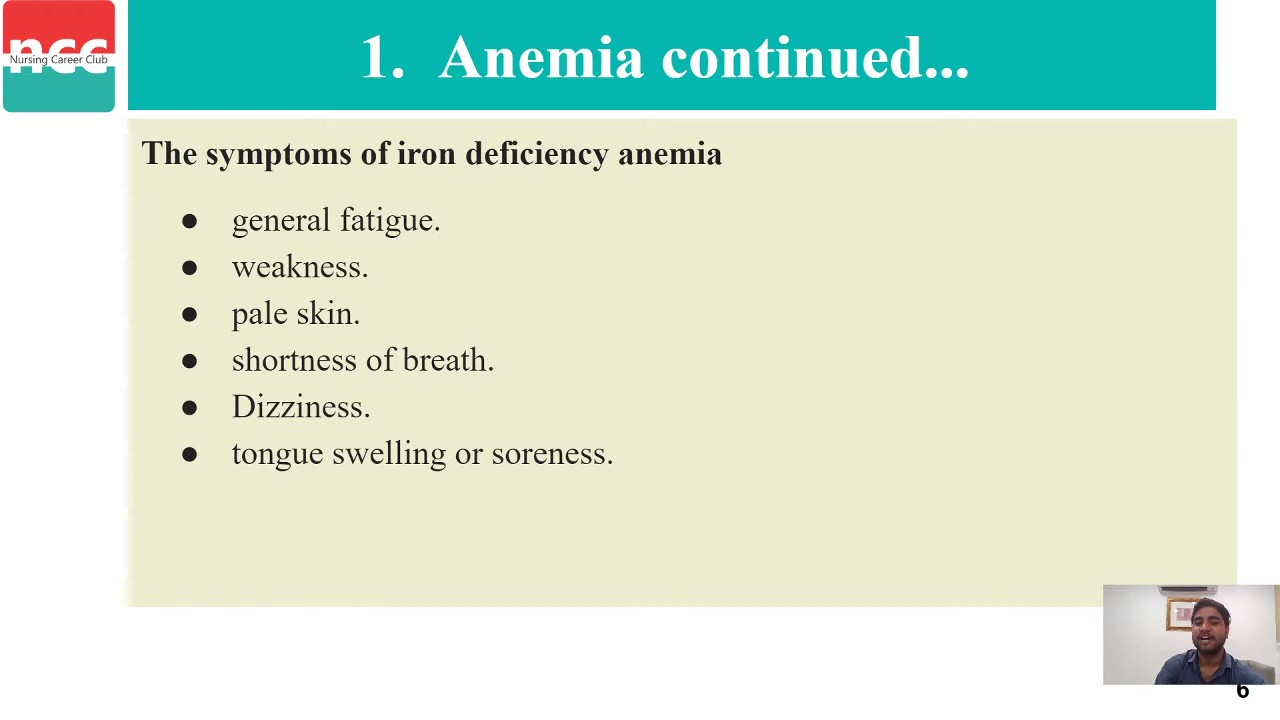 ncc
Nursing Career Club
1. Anemia continued...
The symptoms of iron deficiency anemia
● general fatigue.
● weakness.
● pale skin.
● shortness of breath.
● Dizziness.
● tongue swelling or soreness.
6